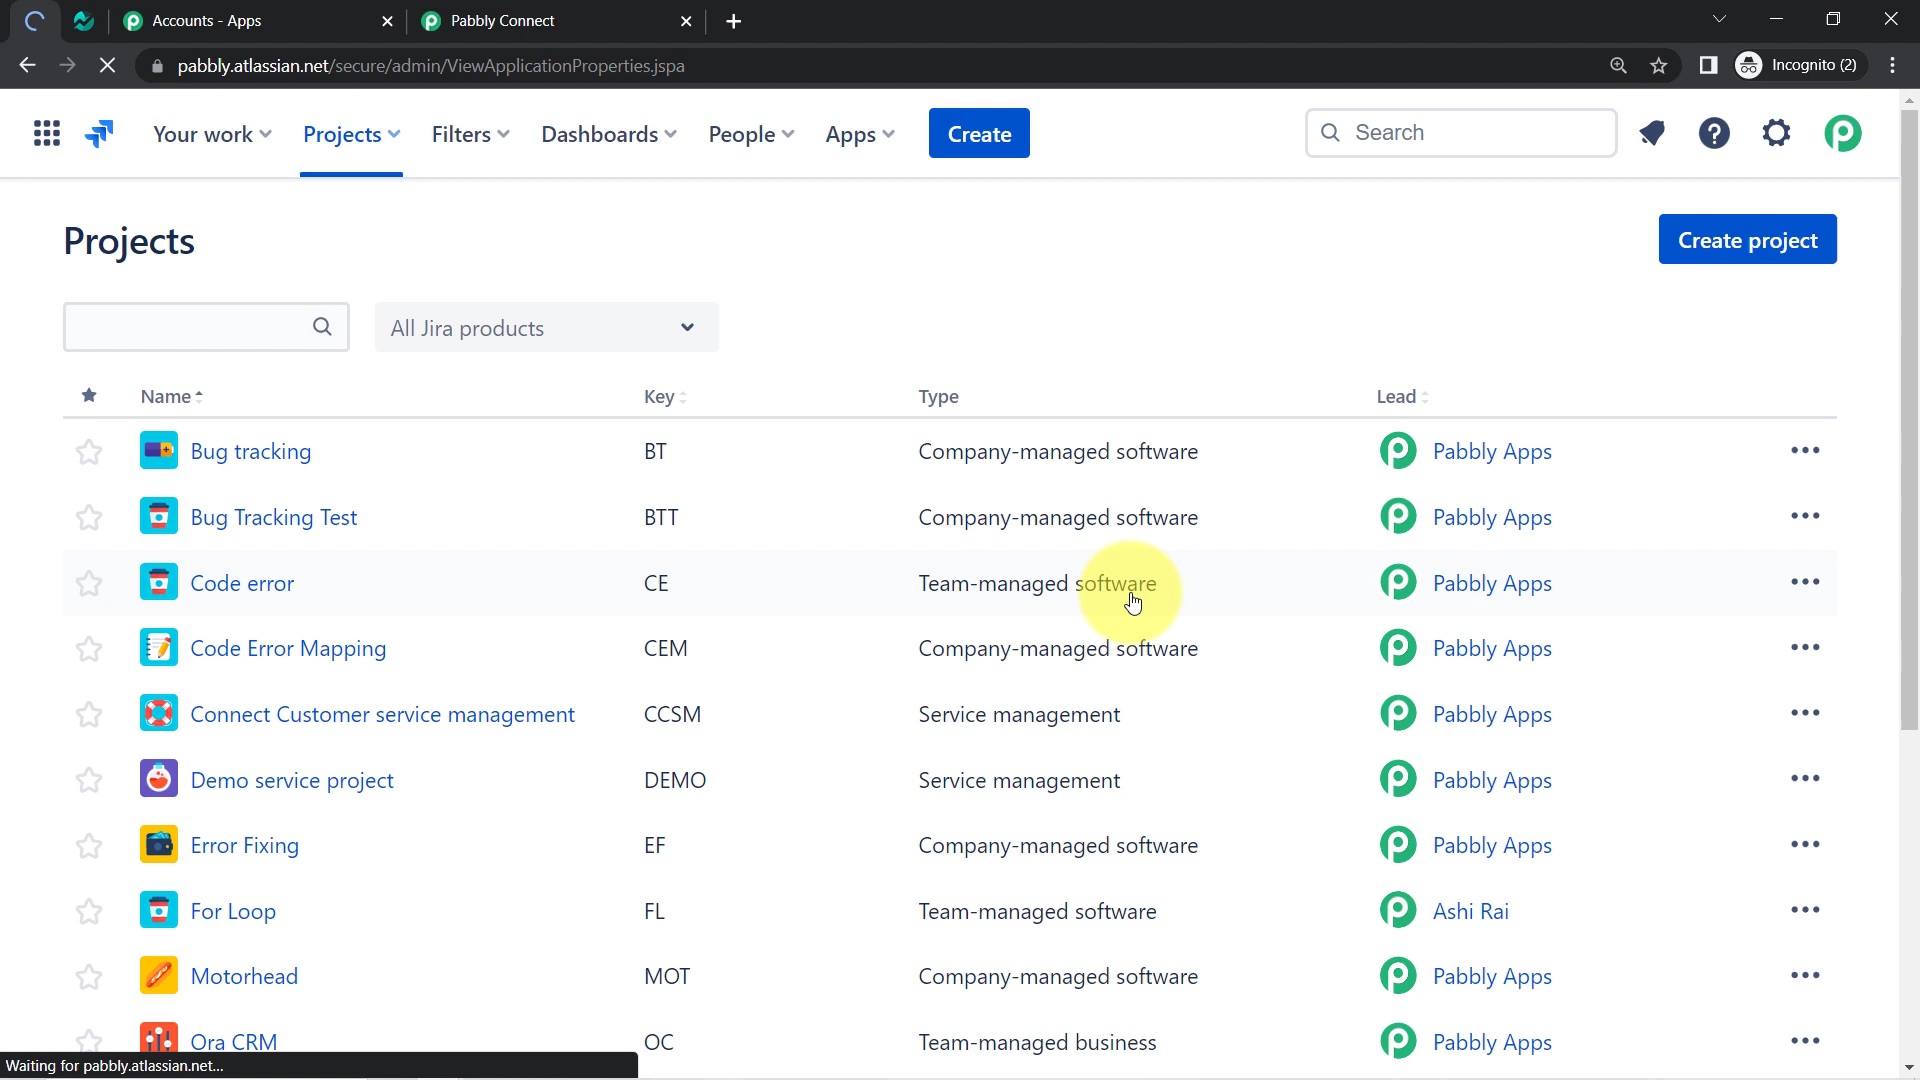 Accounts - Apps
Pabbly Connect
pabbly.atlassian.net/secure/admin/ViewApplicationProperties.jspa
Incognito (2)
Your work
Projects
Filters
Dashboards
People
Apps
Create
Search
Projects
Create project
All Jira products
Name Key Type Lead
Bug tracking BT Company-managed software Pabbly Apps
Bug Tracking Test BTT Company-managed software Pabbly Apps
Code error CE Team-managed software Pabbly Apps
Code Error Mapping CEM Company-managed software Pabbly Apps
Connect Customer service management CCSM Service management Pabbly Apps
Demo service project DEMO Service management Pabbly Apps
Error Fixing EF Company-managed software Pabbly Apps
For Loop FL Team-managed software Ashi Rai
Motorhead MOT Company-managed software Pabbly Apps
Ora CRM OC Team-managed business Pabbly Apps
Waiting for pabbly.atlassian.net...